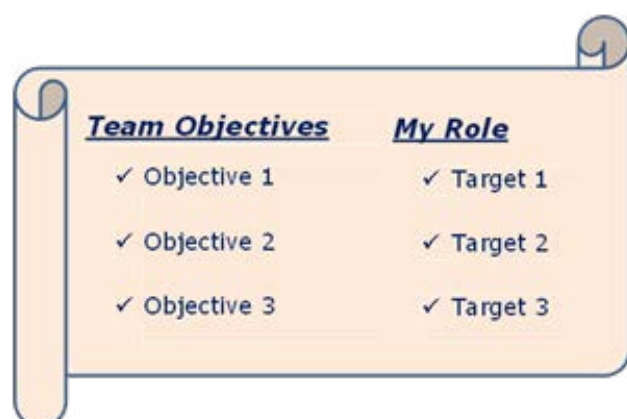 Team Objectives
✓ Objective 1
✓ Objective 2
✓ Objective 3
My Role
✓ Target 1
✓ Target 2
✓ Target 3